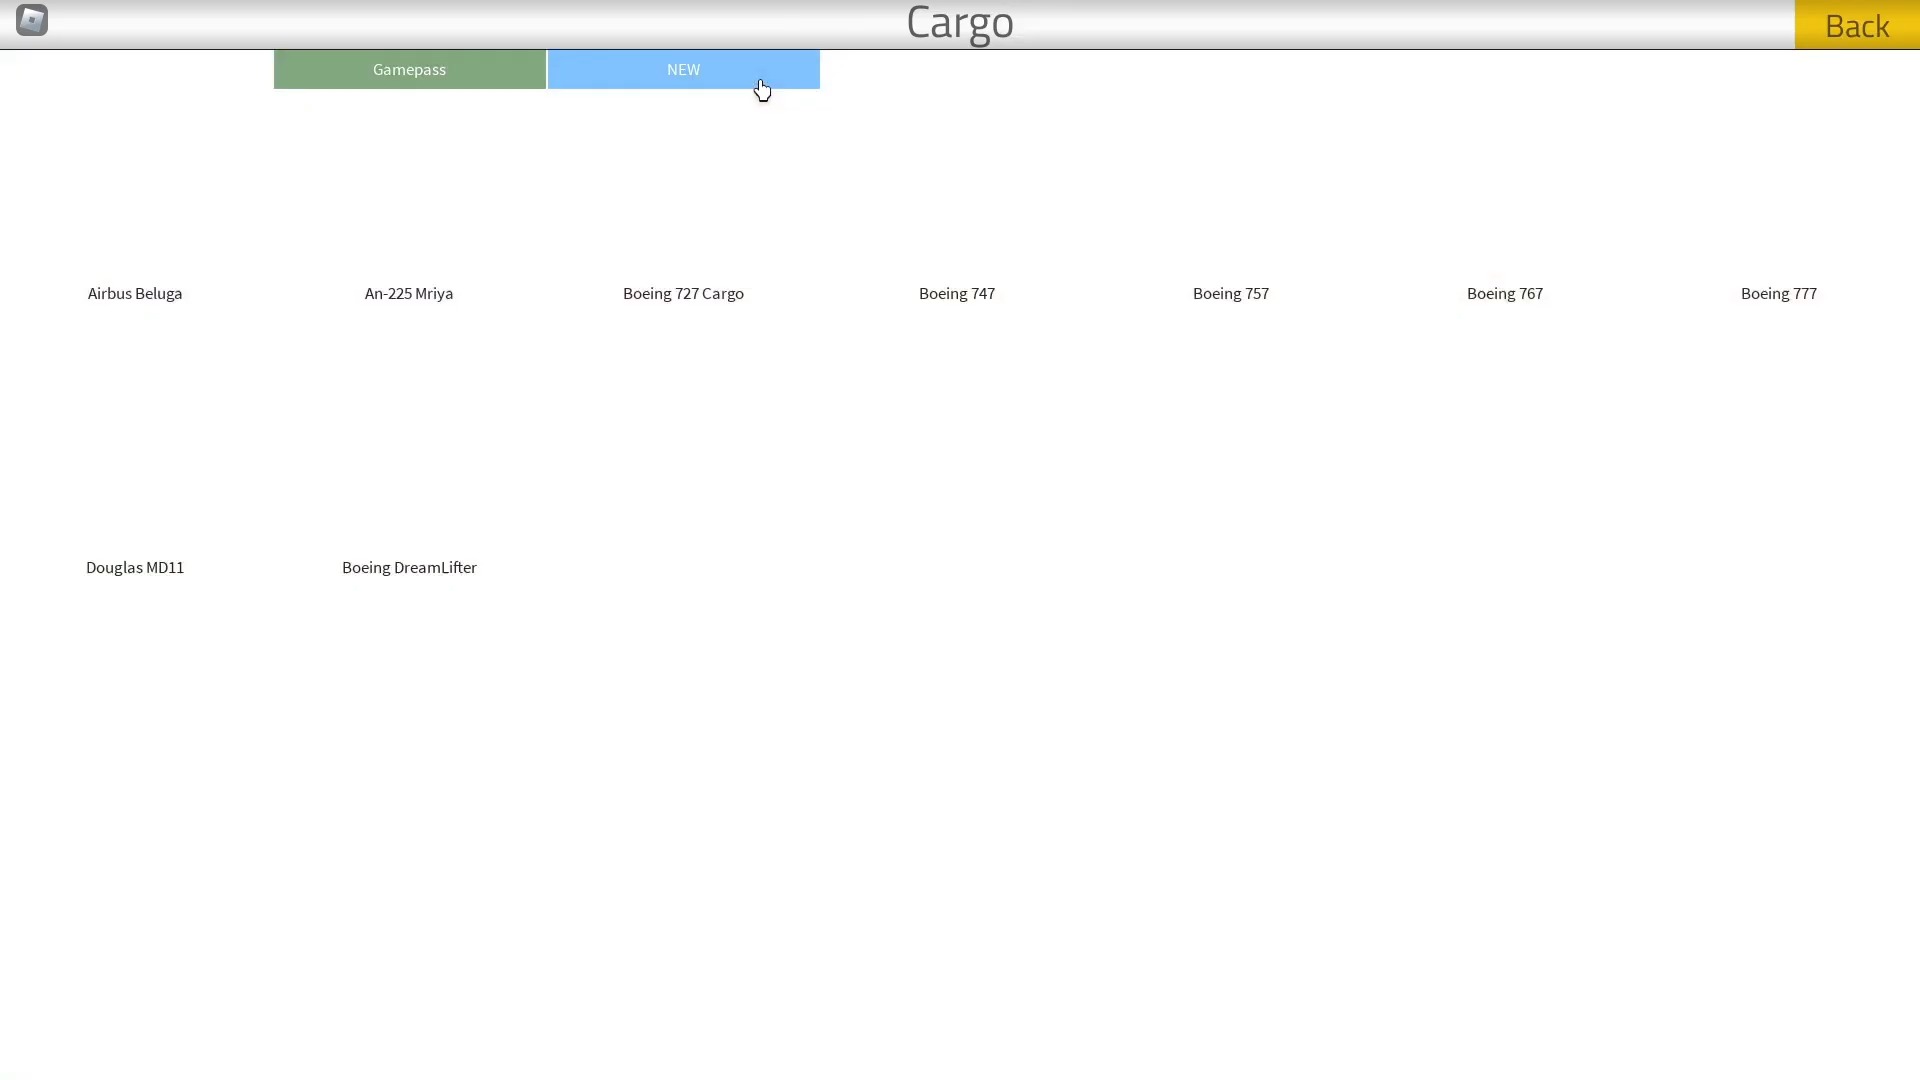 Cargo
Back
Gamepass
NEW
Airbus Beluga
An-225 Mriya
Boeing 727 Cargo
Boeing 747
Boeing 757
Boeing 767
Boeing 777
Douglas MD11
Boeing DreamLifter